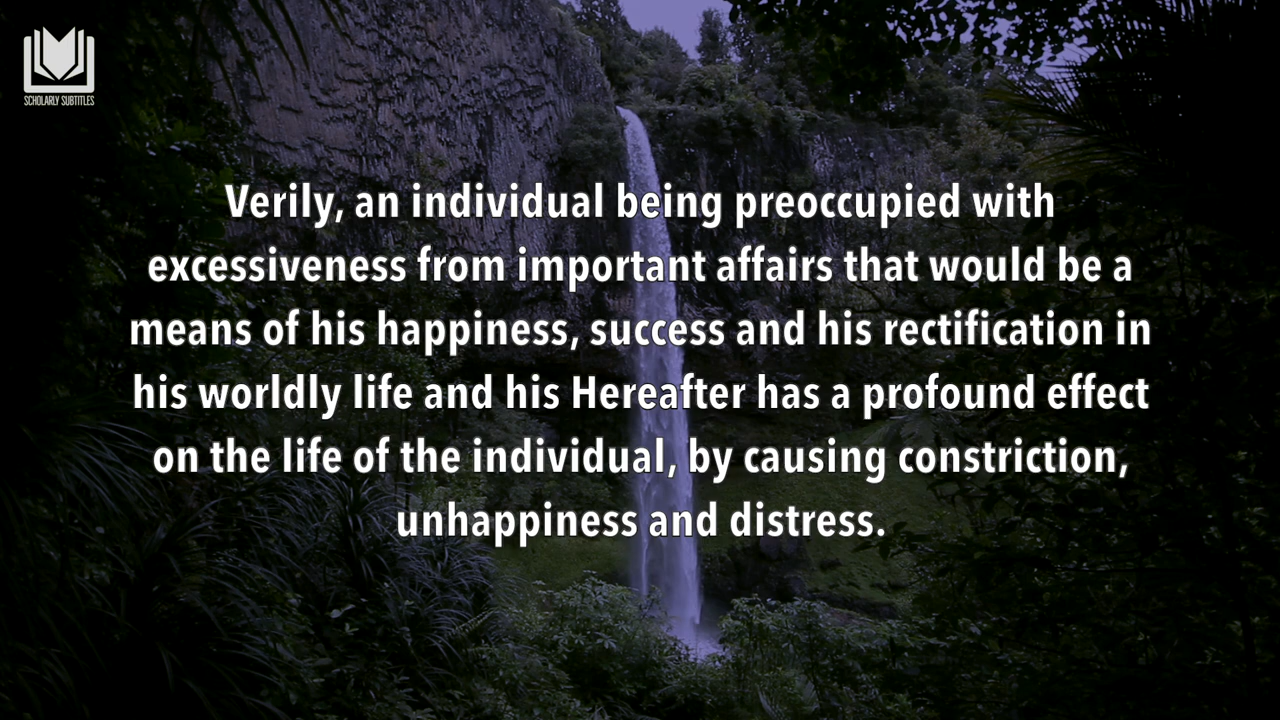 SCHOLARLY SUBTITLES
Verily, an individual being preoccupied with
excessiveness from important affairs that would be a
means of his happiness, success and his rectification in
his worldly life and his Hereafter has a profound effect
on the life of the individual, by causing constriction,
unhappiness and distress.